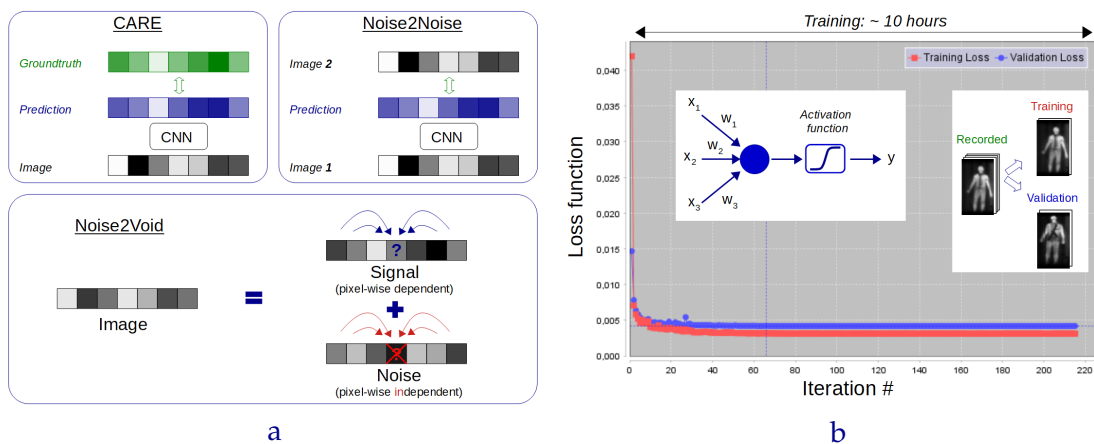 CARE
Groundtruth
Prediction
CNN
Image
Noise2Noise
Image 2
Prediction
CNN
Image 1
Noise2Void
Image
=
?
Signal
(pixel-wise dependent)
+
?
Noise
(pixel-wise independent)
a
Training: ~ 10 hours
Training Loss Validation Loss
Loss function
0,040
0,035
0,030
0,025
0,020
0,015
0,010
0,005
0,000
0 20 40 60 80 100 120 140 160 180 200 220
Iteration #
x1
w1
x2
w2
x3
w3
Activation
function
y
Training
Recorded
Validation
b